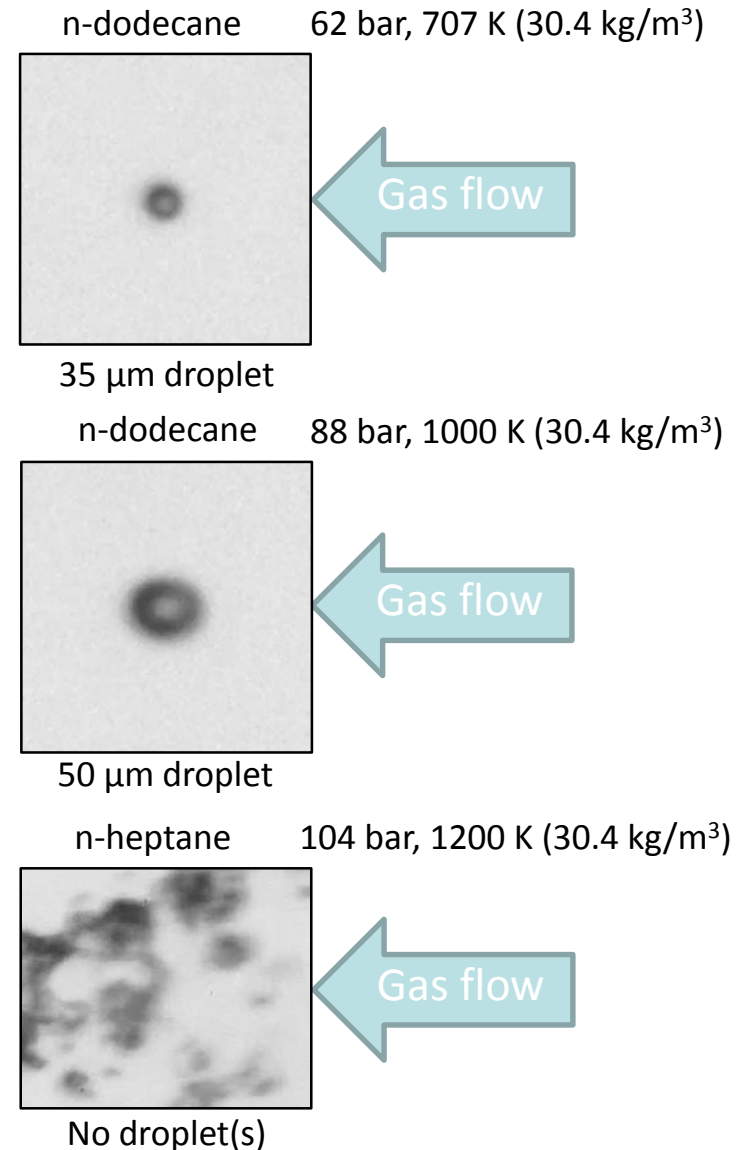 n-dodecane 62 bar, 707 K (30.4 kg/m³)
Gas flow
35 µm droplet
n-dodecane 88 bar, 1000 K (30.4 kg/m³)
Gas flow
50 µm droplet
n-heptane 104 bar, 1200 K (30.4 kg/m³)
Gas flow
No droplet(s)